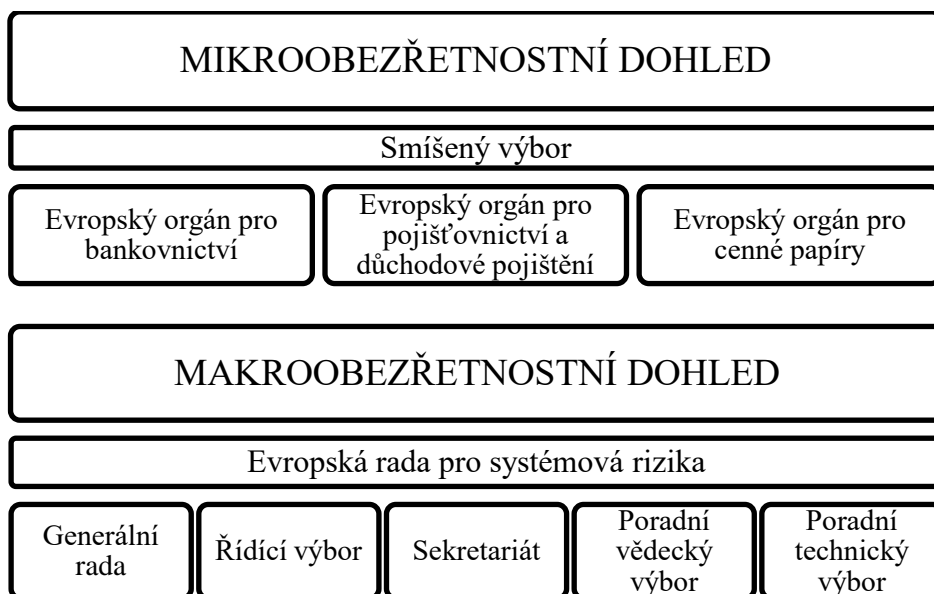 MIKROOBEZŘETNOSTNÍ DOHLED
Smíšený výbor
Evropský orgán pro
bankovnictví
Evropský orgán pro
pojišťovnictví a
důchodové pojištění
Evropský orgán pro
cenné papíry
MAKROOBEZŘETNOSTNÍ DOHLED
Evropská rada pro systémová rizika
Generální
rada
Řídící výbor
Sekretariát
Poradní
vědecký
výbor
Poradní
technický
výbor